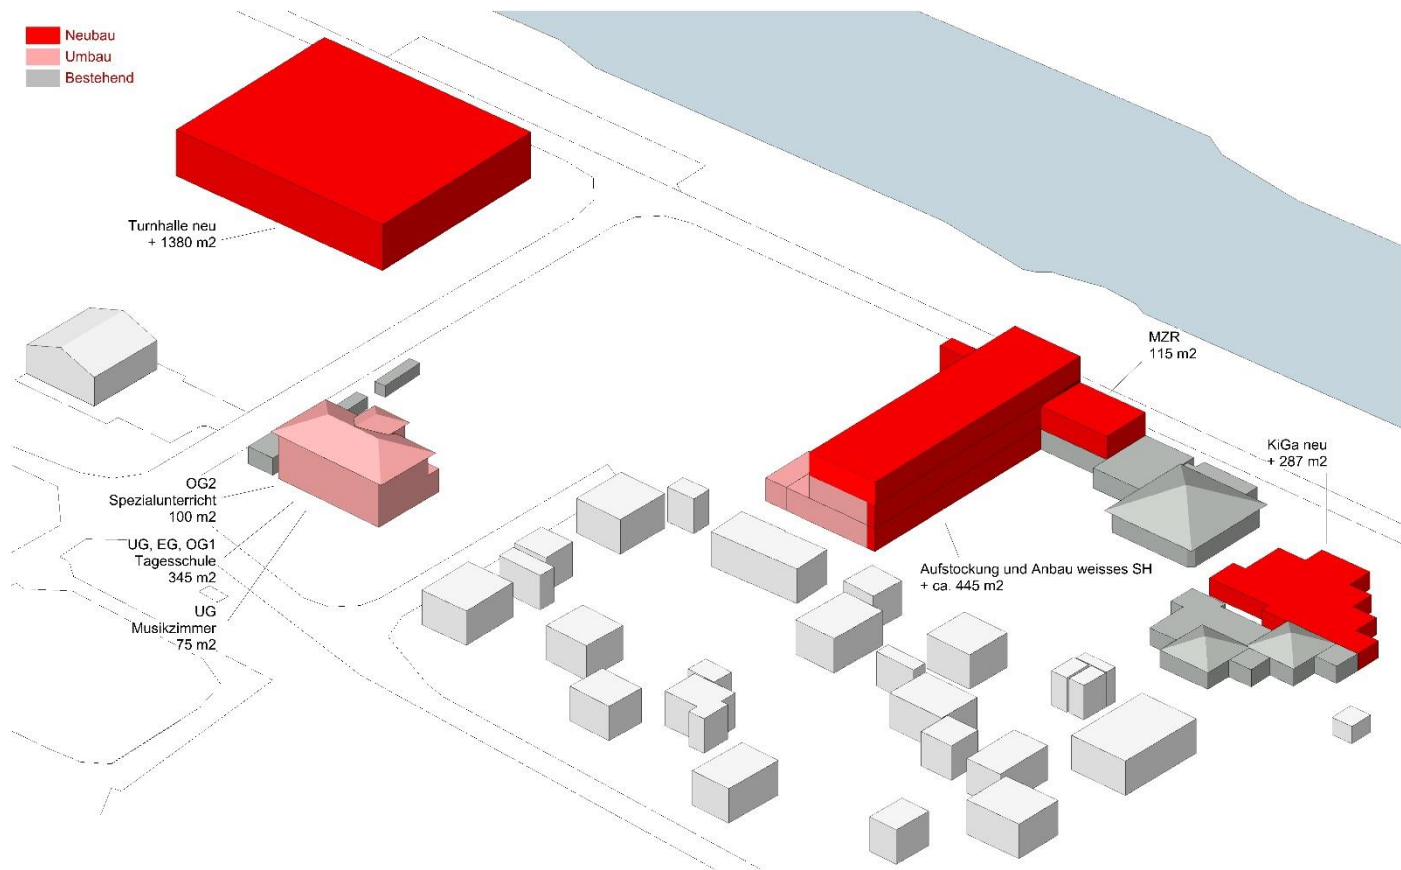 Neubau
Umbau
Bestehend
Turnhalle neu
+ 1380 m2
MZR
115 m2
KiGa neu
+ 287 m2
OG2
Spezialunterricht
100 m2
UG, EG, OG1
Tagesschule
345 m2
UG
Musikzimmer
75 m2
Aufstockung und Anbau weisses SH
+ ca. 445 m2